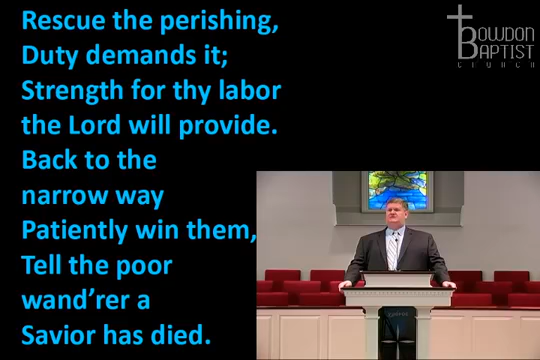 Rescue the perishing,
Duty demands it;
Strength for thy labor
the Lord will provide.
Back to the
narrow way
Patiently win them,
Tell the poor
wand'rer a
Savior has died.
Bowdon
Baptist
CHURCH